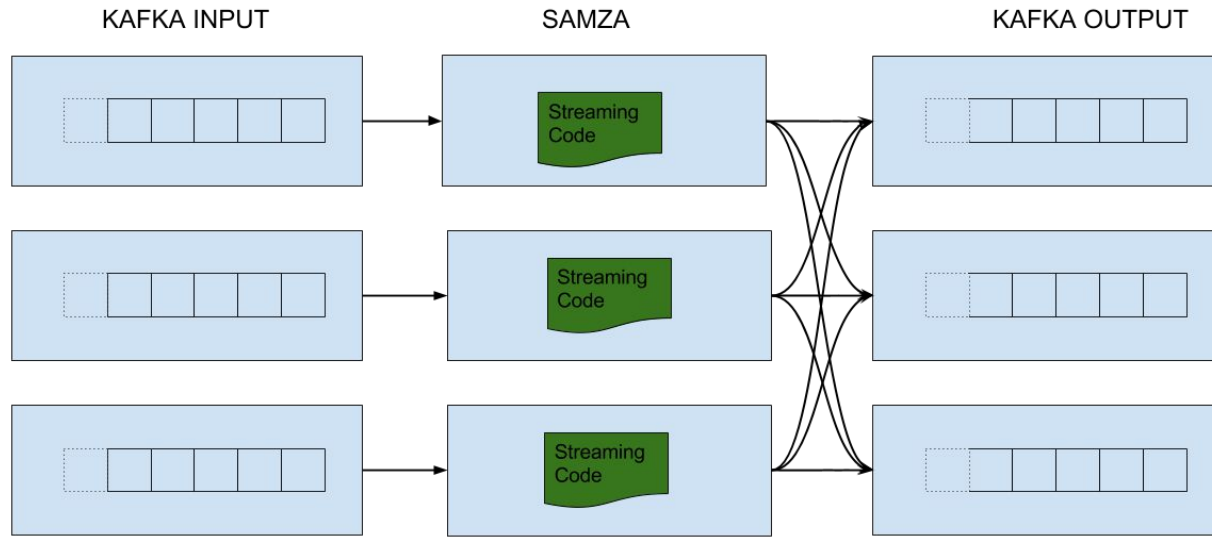 KAFKA INPUT
SAMZA
KAFKA OUTPUT
Streaming
Code
Streaming
Code
Streaming
Code